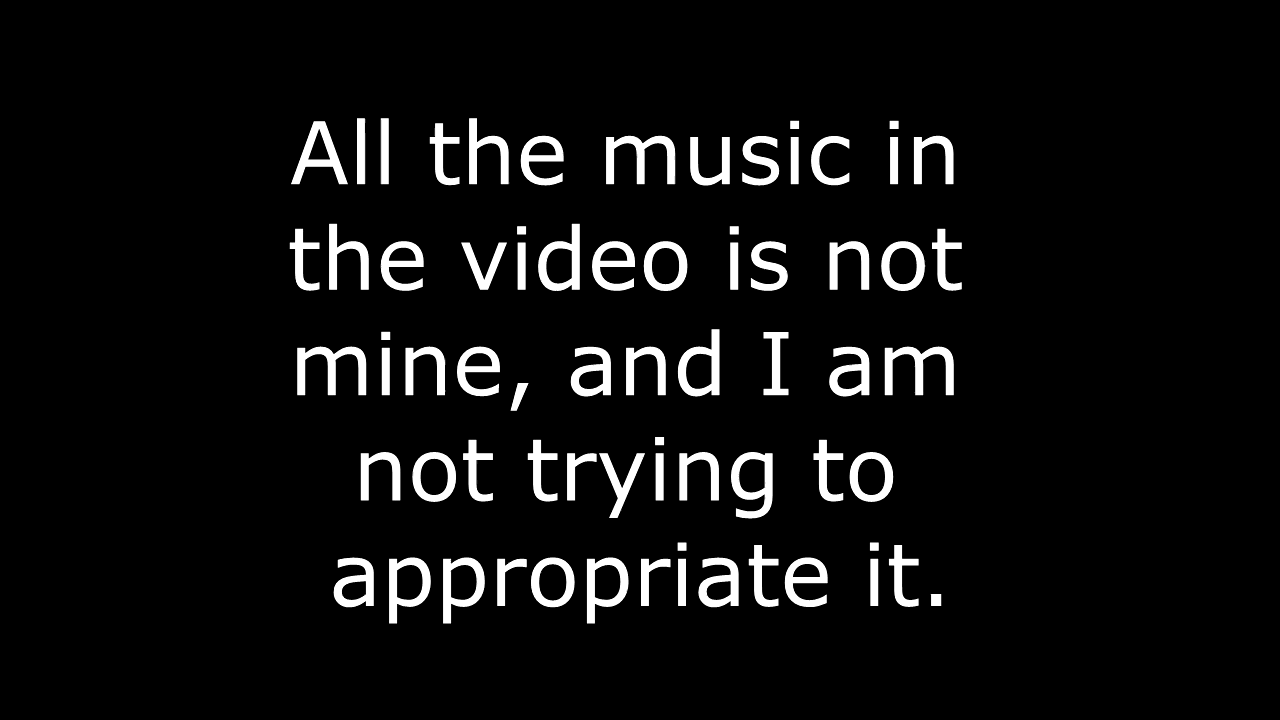 All the music in
the video is not
mine, and I am
not trying to
appropriate it.